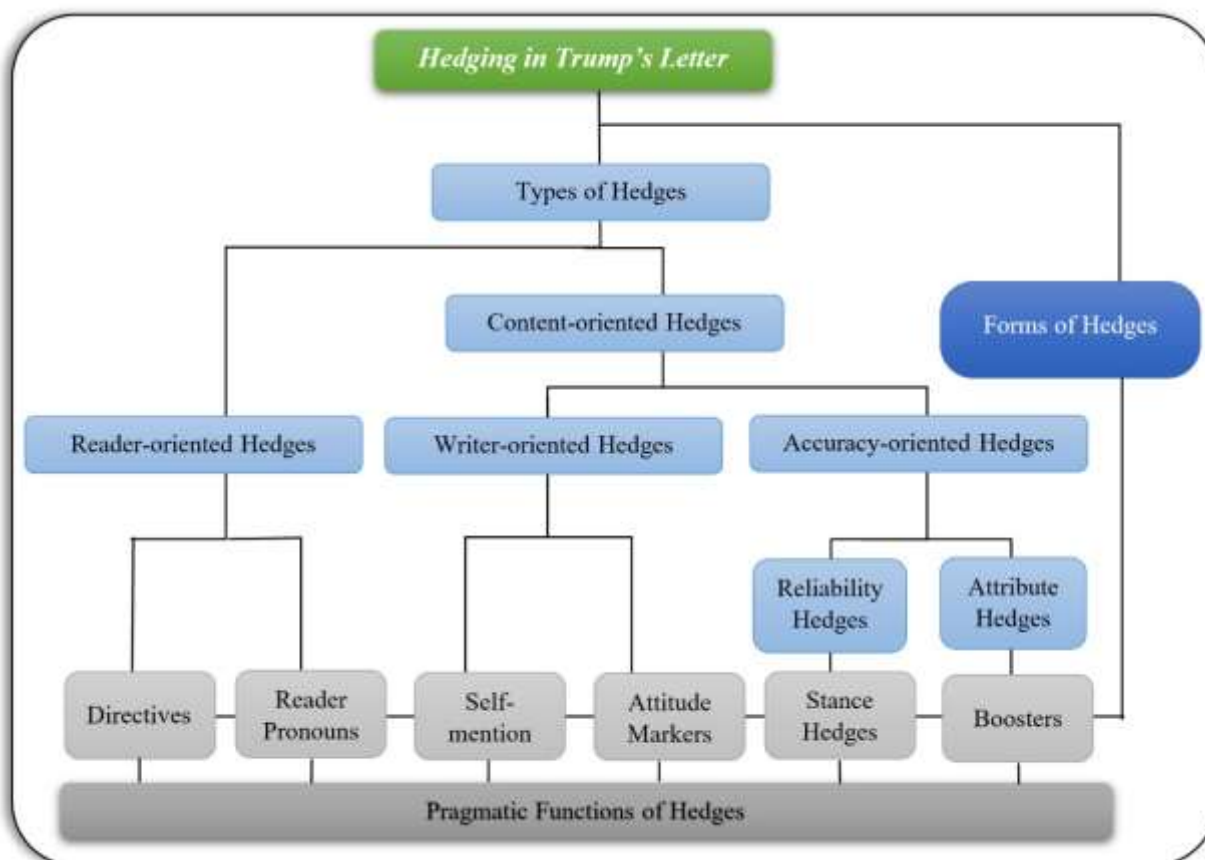 Hedging in Trump’s Letter
Types of Hedges
Content-oriented Hedges
Forms of Hedges
Reader-oriented Hedges
Writer-oriented Hedges
Accuracy-oriented Hedges
Reliability
Hedges
Attribute
Hedges
Directives
Reader
Pronouns
Self-
mention
Attitude
Markers
Stance
Hedges
Boosters
Pragmatic Functions of Hedges